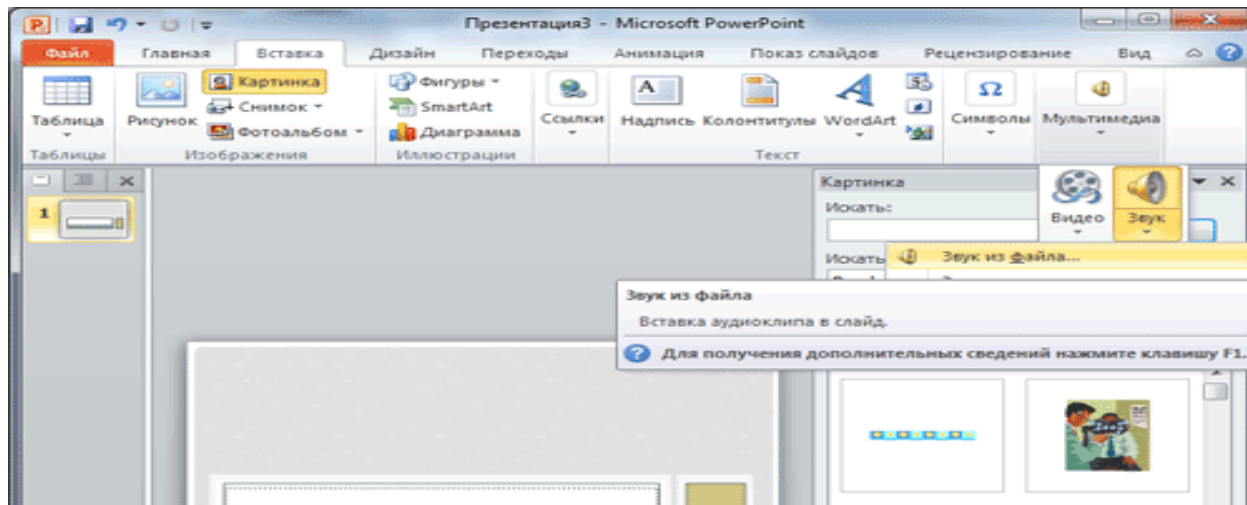 Презентация3 - Microsoft PowerPoint
Файл Главная Вставка Дизайн Переходы Анимация Показ слайдов Рецензирование Вид
Таблица
Рисунок
Картинка
Снимок
Фотоальбом
Фигуры
SmartArt
Диаграмма
Ссылки
Надпись Колонтитулы WordArt
Символы
Мультимедиа
Таблицы Изображения Иллюстрации Текст
1
Картинка
Искать:
Видео Звук
Искать
Звук из файла...
Звук из файла
Вставка аудиоклипа в слайд.
Для получения дополнительных сведений нажмите клавишу F1.